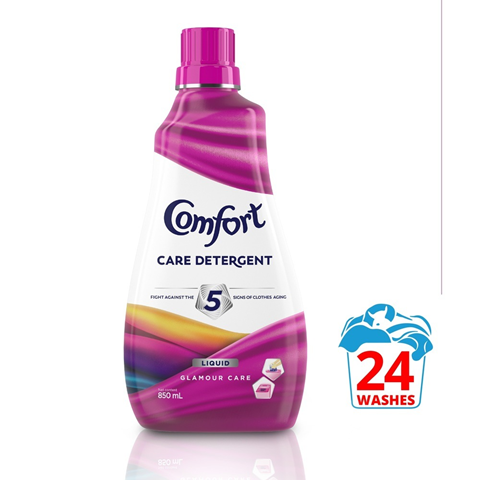 Comfort
CARE DETERGENT
FIGHT AGAINST THE 5 SIGNS OF CLOTHES AGING
LIQUID
GLAMOUR CARE
850 mL
24
WASHES